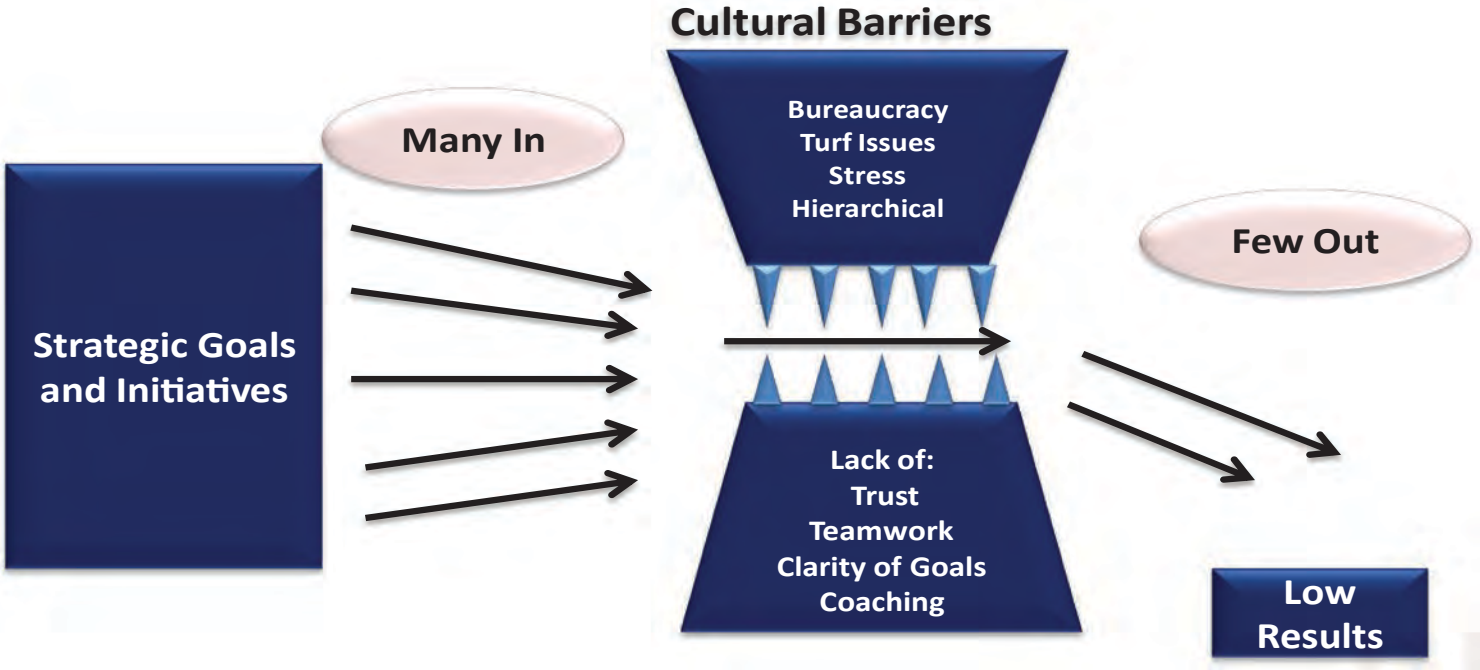 Cultural Barriers
Many In
Bureaucracy
Turf Issues
Stress
Hierarchical
Few Out
Strategic Goals
and Initiatives
Lack of:
Trust
Teamwork
Clarity of Goals
Coaching
Low
Results